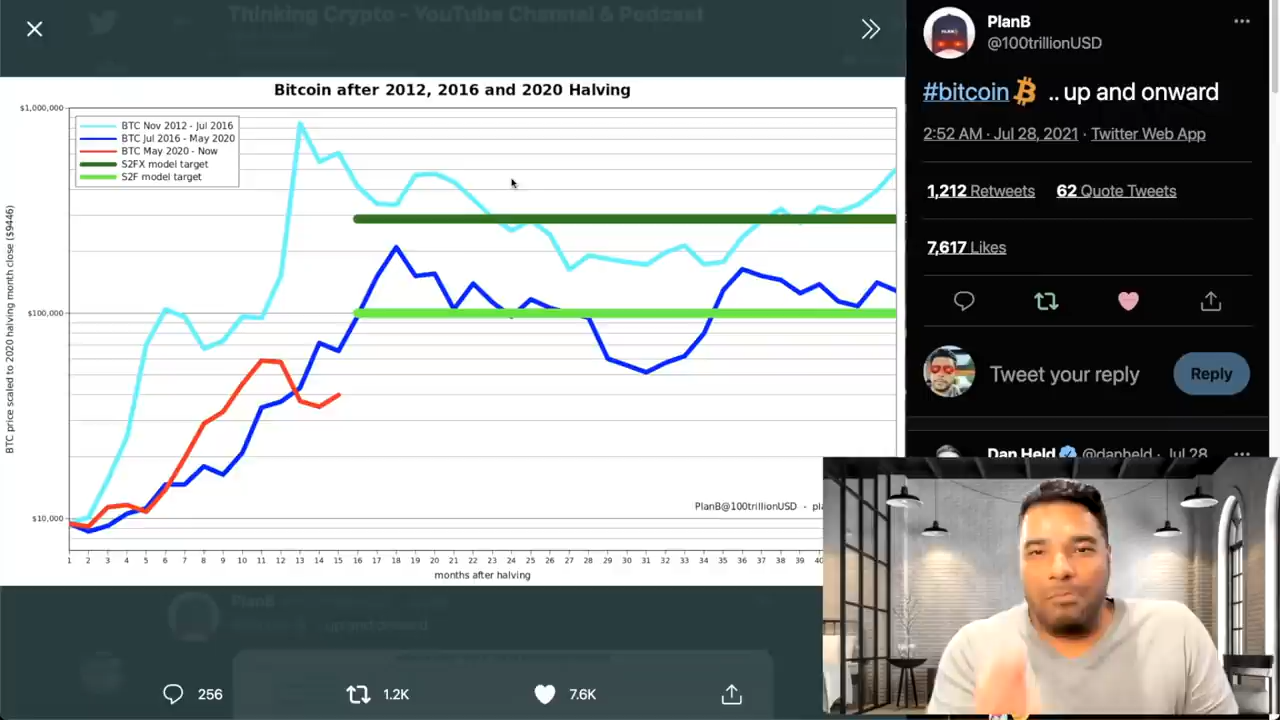 Thinking Crypto - YouTube Channel & Podcast
Bitcoin after 2012, 2016 and 2020 Halving
BTC price scaled to 2020 halving month close ($9446)
$1,000,000
$100,000
$10,000
BTC Nov 2012 - Jul 2016
BTC Jul 2016 - May 2020
BTC May 2020 - Now
S2FX model target
S2F model target
PlanB@100trillionUSD · pla
1 2 3 4 5 6 7 8 9 10 11 12 13 14 15 16 17 18 19 20 21 22 23 24 25 26 27 28 29 30 31 32 33 34 35 36 37 38 39 40
months after halving
PlanB
up and onward
256
1.2K
7.6K
PlanB
@100trillionUSD
#bitcoin ..up and onward
2:52 AM · Jul 28, 2021 · Twitter Web App
1,212 Retweets 62 Quote Tweets
7,617 Likes
Tweet your reply
Reply
Dan Held @danheld · Jul 28